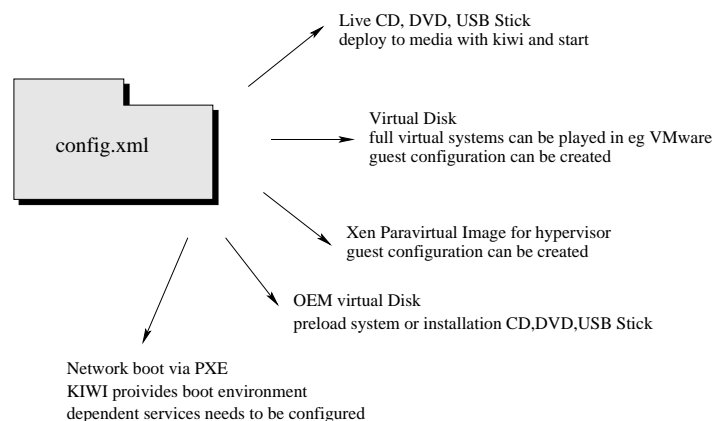 Live CD, DVD, USB Stick
deploy to media with kiwi and start
config.xml
Virtual Disk
full virtual systems can be played in eg VMware
guest configuration can be created
Xen Paravirtual Image for hypervisor
guest configuration can be created
OEM virtual Disk
preload system or installation CD,DVD,USB Stick
Network boot via PXE
KIWI proivides boot environment
dependent services needs to be configured